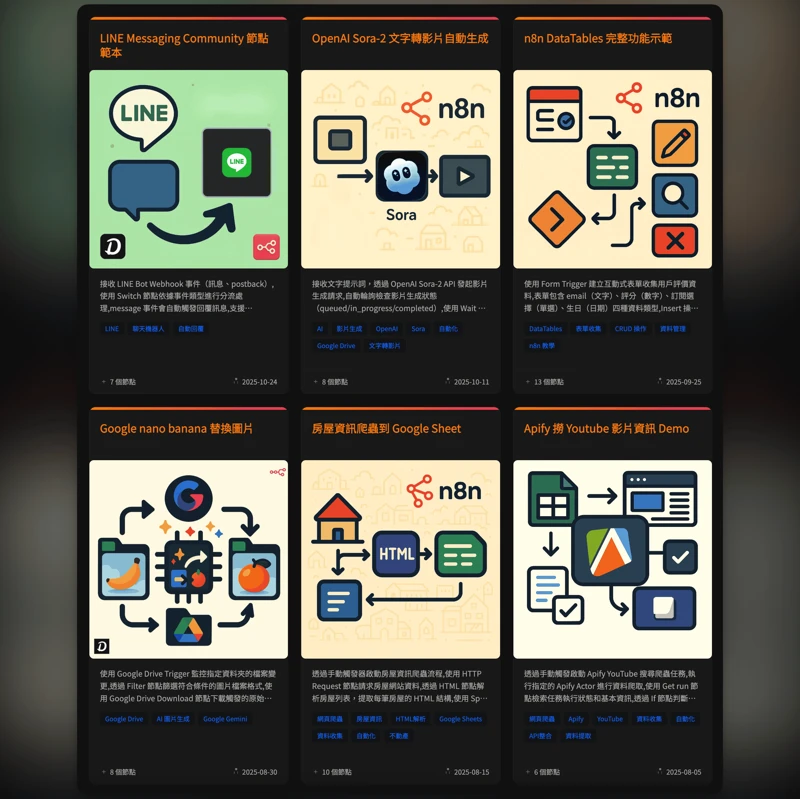 LINE Messaging Community 節點
範本
LINE
LINE
D
接收 LINE Bot Webhook 事件（訊息、postback）,
使用 Switch 節點依據事件類型進行分流處
理,message 事件會自動觸發回覆訊息,支援…
LINE
聊天機器人
自動回覆
7 個節點
2025-10-24
OpenAI Sora-2 文字轉影片自動生成
n8n
Sora
接收文字提示詞，透過 OpenAI Sora-2 API 發起影片
生成請求,自動輪詢檢查影片生成狀態
（queued/in_progress/completed）,使用 Wait …
AI
影片生成
OpenAI
Sora
自動化
Google Drive
文字轉影片
8 個節點
2025-10-11
n8n DataTables 完整功能示範
n8n
使用 Form Trigger 建立互動式表單收集用戶評價資
料,表單包含 email（文字）、評分（數字）、訂閱選
擇（單選）、生日（日期）四種資料類型,Insert 操…
DataTables
表單收集
CRUD 操作
資料管理
n8n 教學
13 個節點
2025-09-25
Google nano banana 替換圖片
G
D
使用 Google Drive Trigger 監控指定資料夾的檔案變
更,透過 Filter 節點篩選符合條件的圖片檔案格式,使
用 Google Drive Download 節點下載觸發的原始…
Google Drive
AI 圖片生成
Google Gemini
8 個節點
2025-08-30
房屋資訊爬蟲到 Google Sheet
n8n
HTML
透過手動觸發器啟動房屋資訊爬蟲流程,使用 HTTP
Request 節點請求房屋網站資料,透過 HTML 節點解
析房屋列表，提取每筆房屋的 HTML 結構,使用 Sp…
網頁爬蟲
房屋資訊
HTML解析
Google Sheets
資料收集
自動化
不動產
10 個節點
2025-08-15
Apify 撈 Youtube 影片資訊 Demo
透過手動觸發啟動 Apify YouTube 搜尋爬蟲任務,執
行指定的 Apify Actor 進行資料爬取,使用 Get run 節
點檢索任務執行狀態和基本資訊,透過 If 節點判斷…
網頁爬蟲
Apify
YouTube
資料收集
自動化
API整合
資料提取
6 個節點
2025-08-05